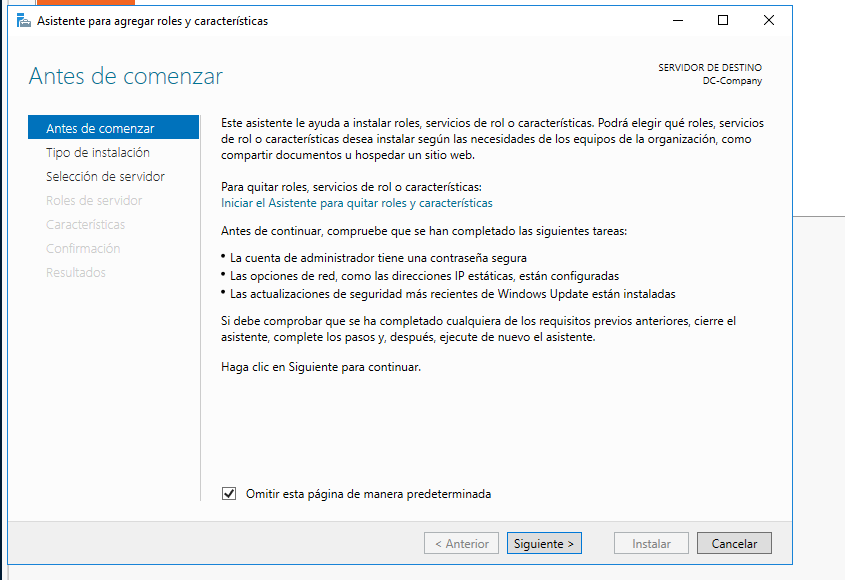 Asistente para agregar roles y características
Antes de comenzar
SERVIDOR DE DESTINO
DC-Company
Antes de comenzar
Tipo de instalación
Selección de servidor
Roles de servidor
Características
Confirmación
Resultados
Este asistente le ayuda a instalar roles, servicios de rol o características. Podrá elegir qué roles, servicios
de rol o características desea instalar según las necesidades de los equipos de la organización, como
compartir documentos u hospedar un sitio web.
Para quitar roles, servicios de rol o características:
Iniciar el Asistente para quitar roles y características
Antes de continuar, compruebe que se han completado las siguientes tareas:
• La cuenta de administrador tiene una contraseña segura
• Las opciones de red, como las direcciones IP estáticas, están configuradas
• Las actualizaciones de seguridad más recientes de Windows Update están instaladas
Si debe comprobar que se ha completado cualquiera de los requisitos previos anteriores, cierre el
asistente, complete los pasos y, después, ejecute de nuevo el asistente.
Haga clic en Siguiente para continuar.
Omitir esta página de manera predeterminada
< Anterior
Siguiente >
Instalar
Cancelar